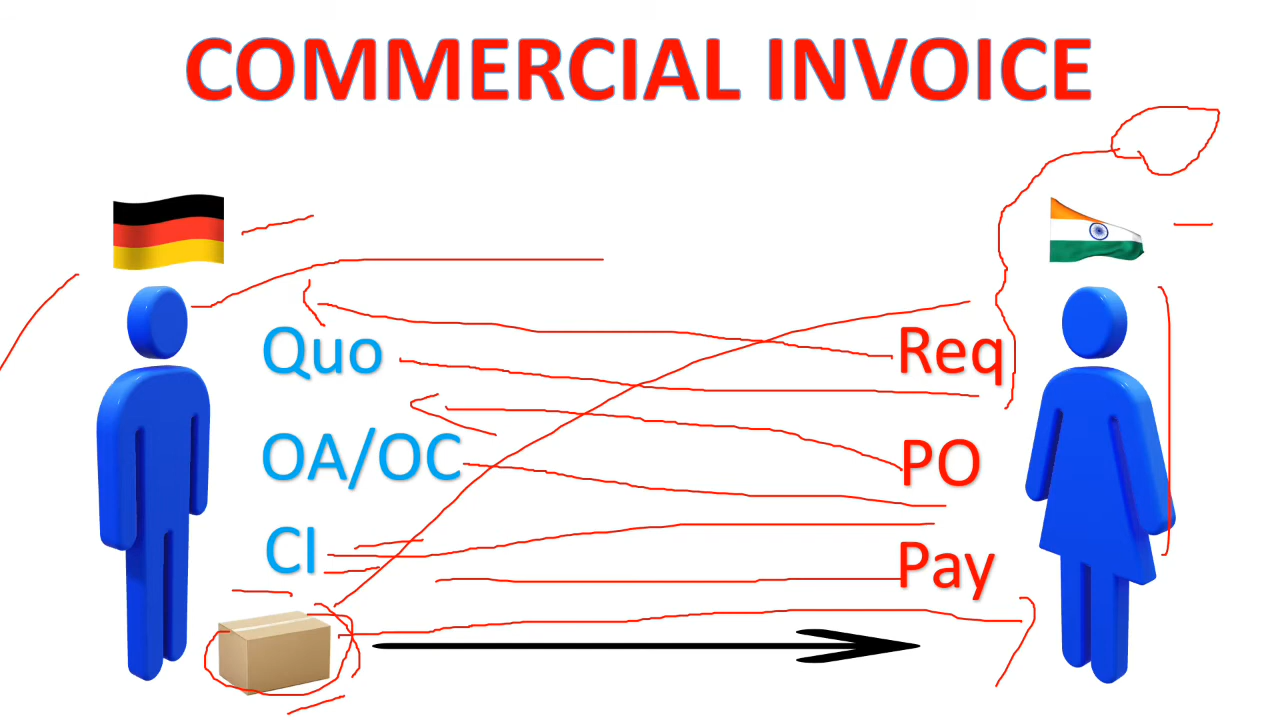 COMMERCIAL INVOICE
Quo
Req
OA/OC
PO
CI
Pay